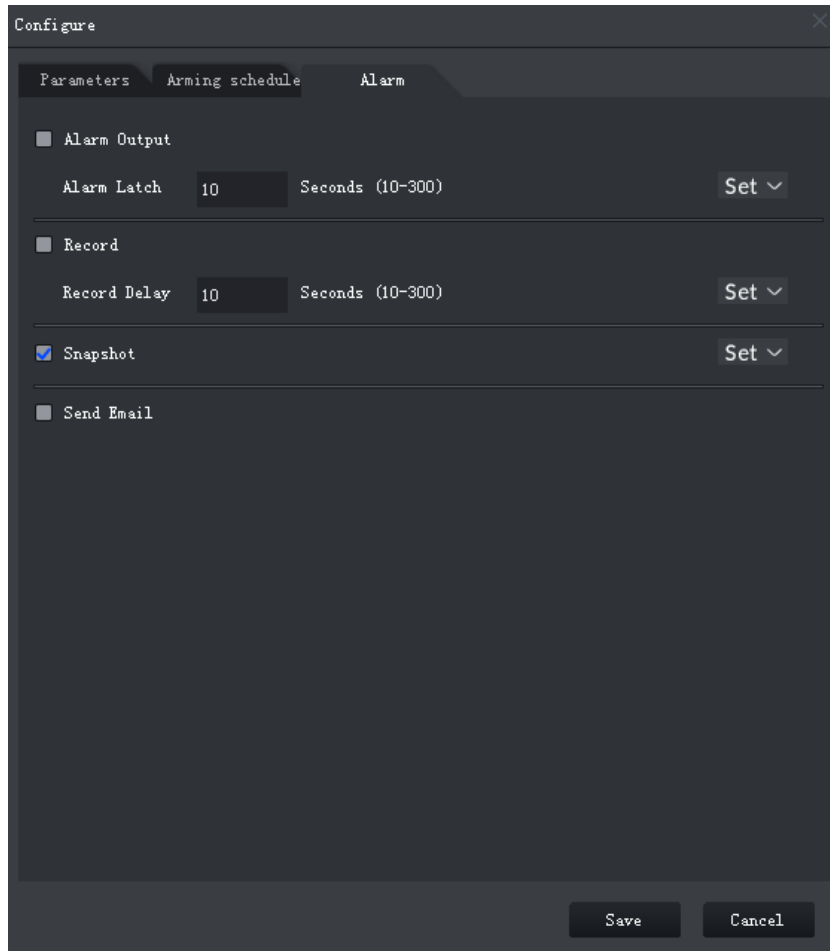 Configure
Parameters Arming schedule Alarm
Alarm Output
Alarm Latch 10 Seconds (10-300) Set
Record
Record Delay 10 Seconds (10-300) Set
Snapshot Set
Send Email
Save Cancel